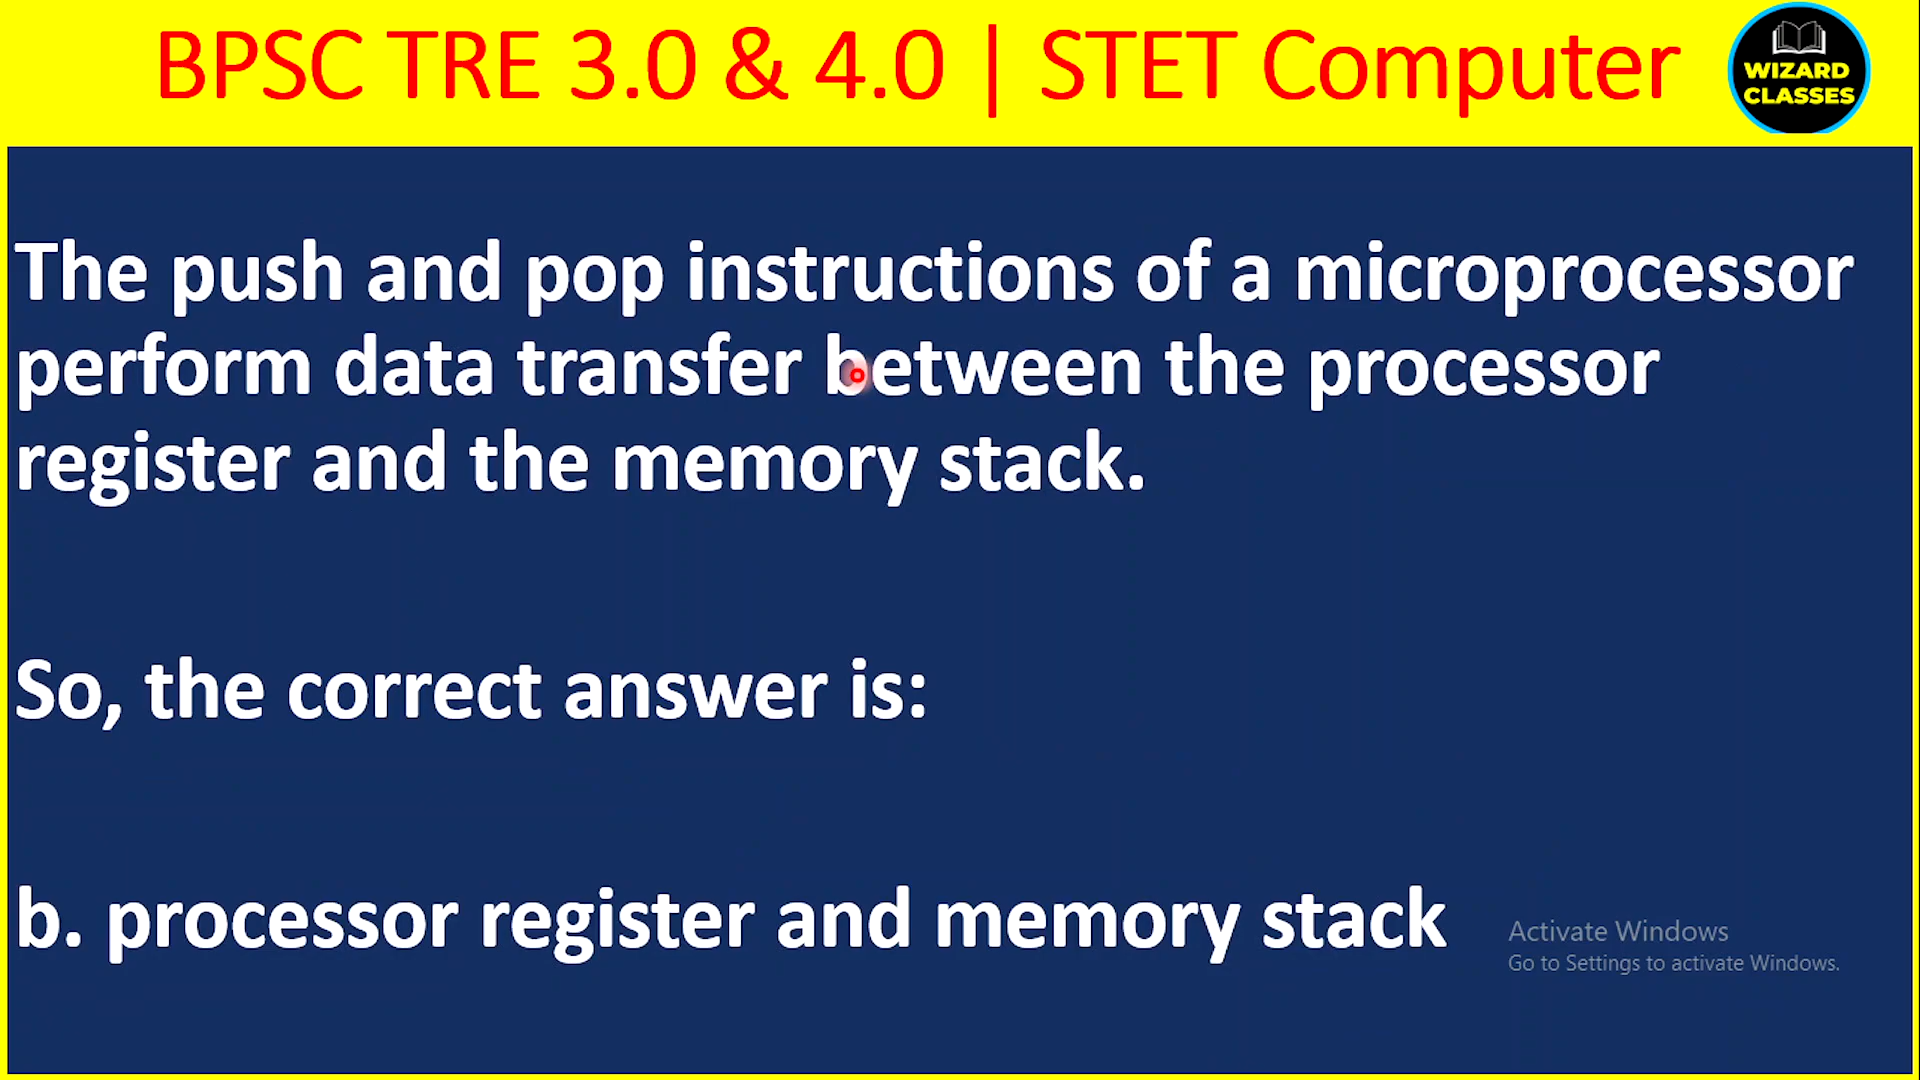 BPSC TRE 3.0 & 4.0 | STET Computer
WIZARD
CLASSES
The push and pop instructions of a microprocessor
perform data transfer between the processor
register and the memory stack.
So, the correct answer is:
b. processor register and memory stack
Activate Windows
Go to Settings to activate Windows.